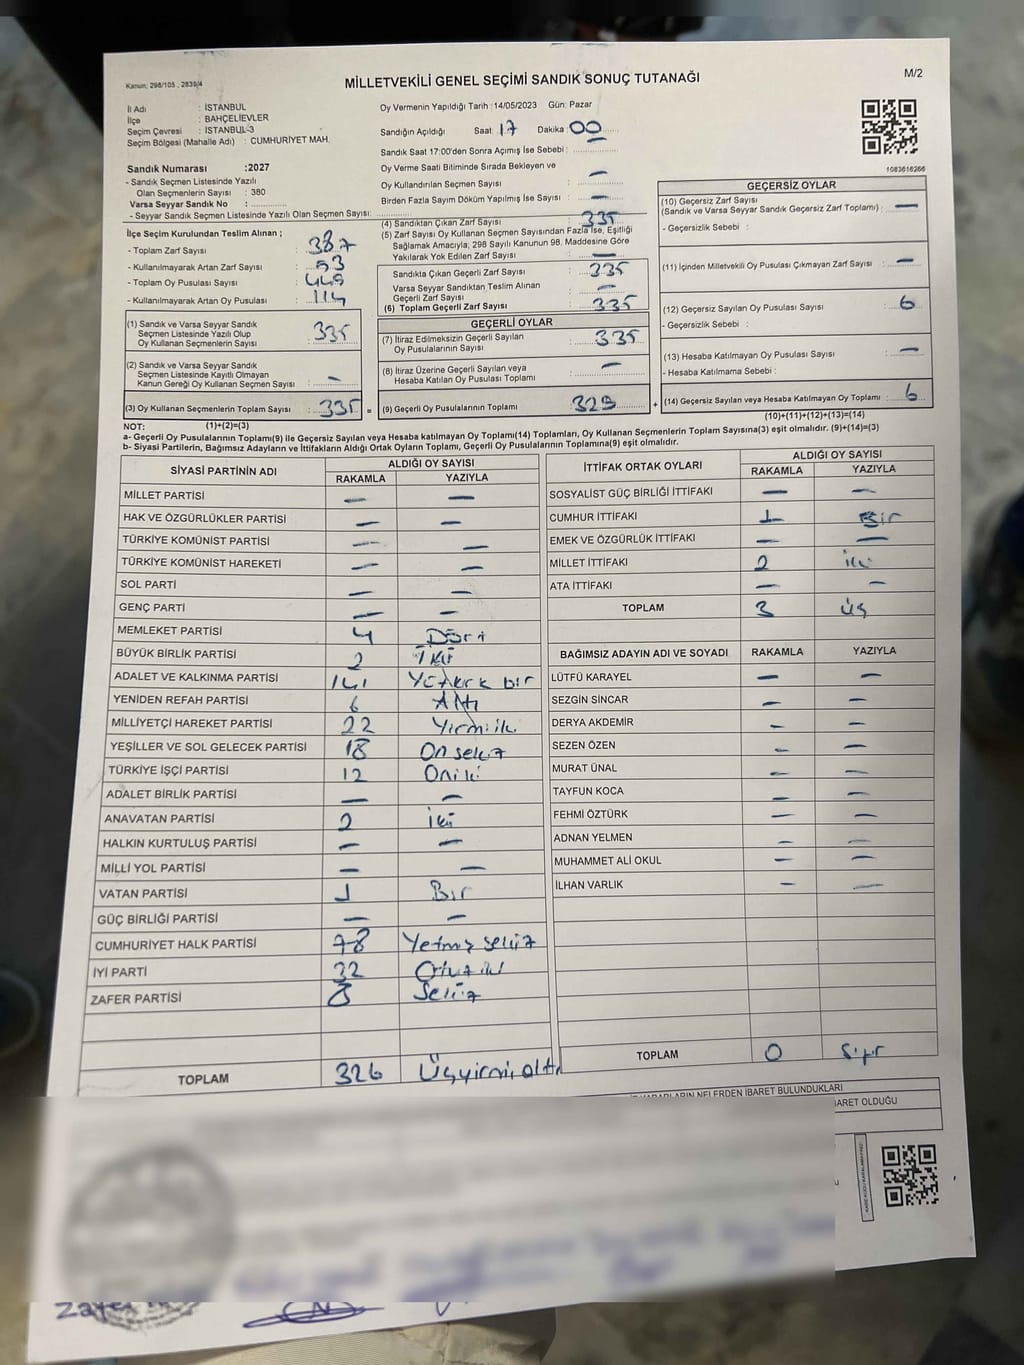 Kanun: 298/105 , 2839/4
MİLLETVEKİLİ GENEL SEÇİMİ SANDIK SONUÇ TUTANAĞI
M/2
İl Adı : İSTANBUL
İlçe : BAHÇELİEVLER
Seçim Çevresi : İSTANBUL-3
Seçim Bölgesi (Mahalle Adı) : CUMHURİYET MAH.
Oy Vermenin Yapıldığı Tarih : 14/05/2023 Gün: Pazar
Sandığın Açıldığı Saat : 17 Dakika : 00
Sandık Saat 17:00'den Sonra Açılmış İse Sebebi :
Oy Verme Saati Bitiminde Sırada Bekleyen ve
Oy Kullandırılan Seçmen Sayısı : —
Birden Fazla Sayım Döküm Yapılmış İse Sayısı : —
1083616266
Sandık Numarası :2027
- Sandık Seçmen Listesinde Yazılı
Olan Seçmenlerin Sayısı : 380
Varsa Seyyar Sandık No :
- Seyyar Sandık Seçmen Listesinde Yazılı Olan Seçmen Sayısı:
İlçe Seçim Kurulundan Teslim Alınan ;
- Toplam Zarf Sayısı : 387
- Kullanılmayarak Artan Zarf Sayısı : 53
- Toplam Oy Pusulası Sayısı : 449
- Kullanılmayarak Artan Oy Pusulası : 114
(1) Sandık ve Varsa Seyyar Sandık
Seçmen Listesinde Yazılı Olup
Oy Kullanan Seçmenlerin Sayısı : 335
(2) Sandık ve Varsa Seyyar Sandık
Seçmen Listesinde Kayıtlı Olmayan
Kanun Gereği Oy Kullanan Seçmen Sayısı : —
(3) Oy Kullanan Seçmenlerin Toplam Sayısı : 335 =
(1)+(2)=(3)
(4) Sandıktan Çıkan Zarf Sayısı : 335
(5) Zarf Sayısı Oy Kullanan Seçmen Sayısından Fazla İse, Eşitliği
Sağlamak Amacıyla, 298 Sayılı Kanunun 98. Maddesine Göre
Yakılarak Yok Edilen Zarf Sayısı : —
Sandıkta Çıkan Geçerli Zarf Sayısı : 335
Varsa Seyyar Sandıktan Teslim Alınan
Geçerli Zarf Sayısı : —
(6) Toplam Geçerli Zarf Sayısı : 335
GEÇERLİ OYLAR
(7) İtiraz Edilmeksizin Geçerli Sayılan
Oy Pusulalarının Sayısı : 335
(8) İtiraz Üzerine Geçerli Sayılan veya
Hesaba Katılan Oy Pusulası Toplamı : —
(9) Geçerli Oy Pusulalarının Toplamı : 329 +
GEÇERSİZ OYLAR
(10) Geçersiz Zarf Sayısı
(Sandık ve Varsa Seyyar Sandık Geçersiz Zarf Toplamı) : —
- Geçersizlik Sebebi :
(11) İçinden Milletvekili Oy Pusulası Çıkmayan Zarf Sayısı : —
(12) Geçersiz Sayılan Oy Pusulası Sayısı : 6
- Geçersizlik Sebebi :
(13) Hesaba Katılmayan Oy Pusulası Sayısı : —
- Hesaba Katılmama Sebebi :
(14) Geçersiz Sayılan veya Hesaba Katılmayan Oy Toplamı : 6
(10)+(11)+(12)+(13)=(14)
NOT:
a- Geçerli Oy Pusulalarının Toplamı(9) ile Geçersiz Sayılan veya Hesaba katılmayan Oy Toplamı(14) Toplamları, Oy Kullanan Seçmenlerin Toplam Sayısına(3) eşit olmalıdır. (9)+(14)=(3)
b- Siyasi Partilerin, Bağımsız Adayların ve İttifakların Aldığı Ortak Oyların Toplamı, Geçerli Oy Pusulalarının Toplamına(9) eşit olmalıdır.
SİYASİ PARTİNİN ADI ALDIĞI OY SAYISI
RAKAMLA YAZIYLA
MİLLET PARTİSİ — —
HAK VE ÖZGÜRLÜKLER PARTİSİ — —
TÜRKİYE KOMÜNİST PARTİSİ — —
TÜRKİYE KOMÜNİST HAREKETİ — —
SOL PARTİ — —
GENÇ PARTİ — —
MEMLEKET PARTİSİ 4 Dört
BÜYÜK BİRLİK PARTİSİ 2 İki
ADALET VE KALKINMA PARTİSİ 141 bir
YENİDEN REFAH PARTİSİ 6 Altı
MİLLİYETÇİ HAREKET PARTİSİ 22 Yirmiiki
YEŞİLLER VE SOL GELECEK PARTİSİ 18 Onsekiz
TÜRKİYE İŞÇİ PARTİSİ 12 Oniki
ADALET BİRLİK PARTİSİ — —
ANAVATAN PARTİSİ 2 iki
HALKIN KURTULUŞ PARTİSİ — —
MİLLİ YOL PARTİSİ — —
VATAN PARTİSİ 1 Bir
GÜÇ BİRLİĞİ PARTİSİ — —
CUMHURİYET HALK PARTİSİ 78 Yetmiş sekiz
İYİ PARTİ 32 Otuz iki
ZAFER PARTİSİ 8 Sekiz
TOPLAM 326 Üçyirmi altı
İTTİFAK ORTAK OYLARI ALDIĞI OY SAYISI
RAKAMLA YAZIYLA
SOSYALİST GÜÇ BİRLİĞİ İTTİFAKI — —
CUMHUR İTTİFAKI 1 Bir
EMEK VE ÖZGÜRLÜK İTTİFAKI — —
MİLLET İTTİFAKI 2 iki
ATA İTTİFAKI — —
TOPLAM 3 üç
BAĞIMSIZ ADAYIN ADI VE SOYADI RAKAMLA YAZIYLA
LÜTFÜ KARAYEL — —
SEZGİN SİNCAR — —
DERYA AKDEMİR — —
SEZEN ÖZEN — —
MURAT ÜNAL — —
TAYFUN KOCA — —
FEHMİ ÖZTÜRK — —
ADNAN YELMEN — —
MUHAMMET ALİ OKUL — —
İLHAN VARLIK — —
TOPLAM 0 Sıfır
NELERDEN İBARET BULUNDUKLARI
BARET OLDUĞU